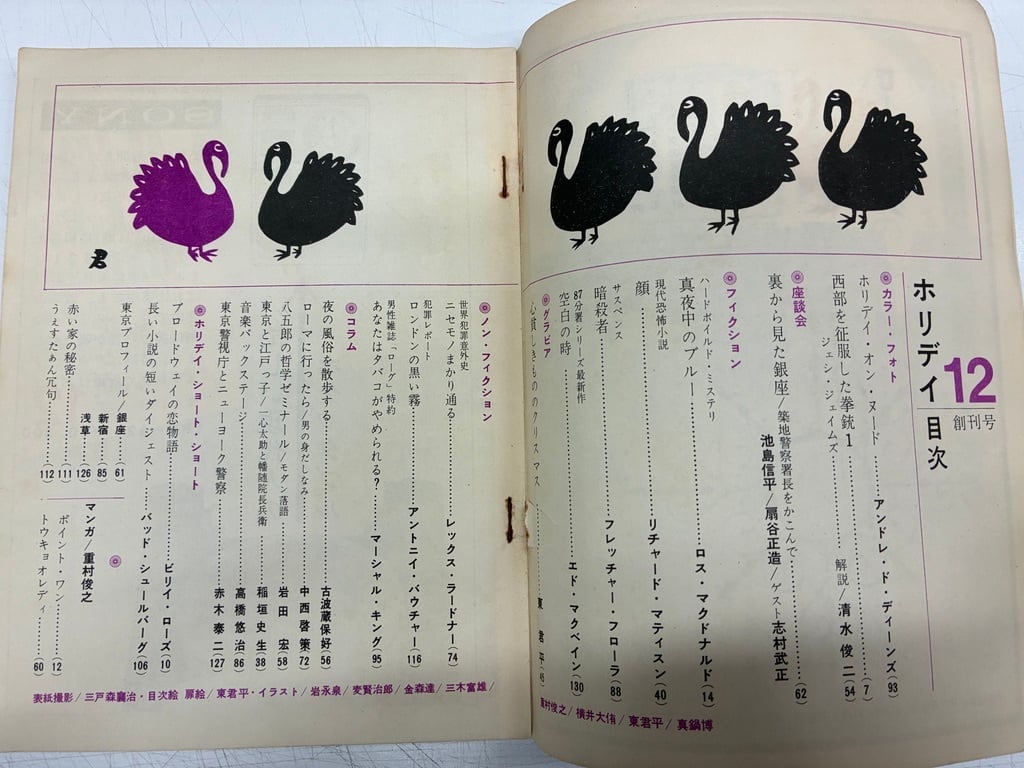 12
創刊号
ホリデイ目次
◎カラー・フォト
ホリデイ・オン・ヌード………アンドレ・ド・ディーンズ(7)(93)
西部を征服した拳銃1………解説/清水俊二(54)
ジェシ・ジェイムズ
◎座談会
裏から見た銀座/築地警察署長をかこんで………(62)
池島信平/扇谷正造/ゲスト志村武正
◎フィクション
ハードボイルド・ミステリ
真夜中のブルー………ロス・マクドナルド(14)
現代恐怖小説
顔………リチャード・マティスン(40)
サスペンス
暗殺者………フレッチャー・フローラ(88)
87分署シリーズ最新作
空白の時………エド・マクベイン(130)
◎グラビア
心貧しきもののクリスマス………東君平(45)
◎ノン・フィクション
世界犯罪意外史
ニセモノまかり通る………レックス・ラードナー(74)
犯罪レポート
ロンドンの黒い霧………アントニイ・バウチャー(116)
男性雑誌「ローグ」特約
あなたはタバコがやめられる?………マーシャル・キング(95)
◎コラム
夜の風俗を散歩する………古波蔵保好(56)
ローマに行ったら/男の身だしなみ………中西啓策(72)
八五郎の哲学ゼミナール/モダン落語………岩田宏(58)
東京と江戸っ子/一心太助と幡随院長兵衛………稲垣史生(38)
音楽バックステージ………高橋悠治(86)
東京警視庁とニューヨーク警察………赤木泰二(127)
◎ホリデイ・ショート・ショート
ブロードウェイの恋物語………ビリイ・ローズ(10)
長い小説の短いダイジェスト………バッド・シュールバーグ(106)
東京プロフィール/銀座(61)
新宿(85)
浅草(126)
赤い家の秘密………(111)
うぇすたぁん冗句………(112)
◎
マンガ/重村俊之
ポイント・ワン………(12)
トウキョオレディ………(60)
表紙撮影/三戸森襄治・目次絵 扉絵/東君平・イラスト/岩永泉/麦賢治郎/金森達/三木富雄/
重村俊之/横井大侑/東君平/真鍋博
君
SONY